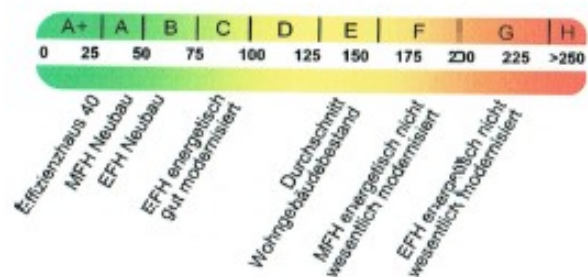 A+ A B C D E F G H
0 25 50 75 100 125 150 175 200 225 >250
Effizienzhaus 40
MFH Neubau
EFH Neubau
EFH energetisch
gut modernisiert
Durchschnitt
Wohngebäudebestand
MFH energetisch nicht
wesentlich modernisiert
EFH energetisch nicht
wesentlich modernisiert